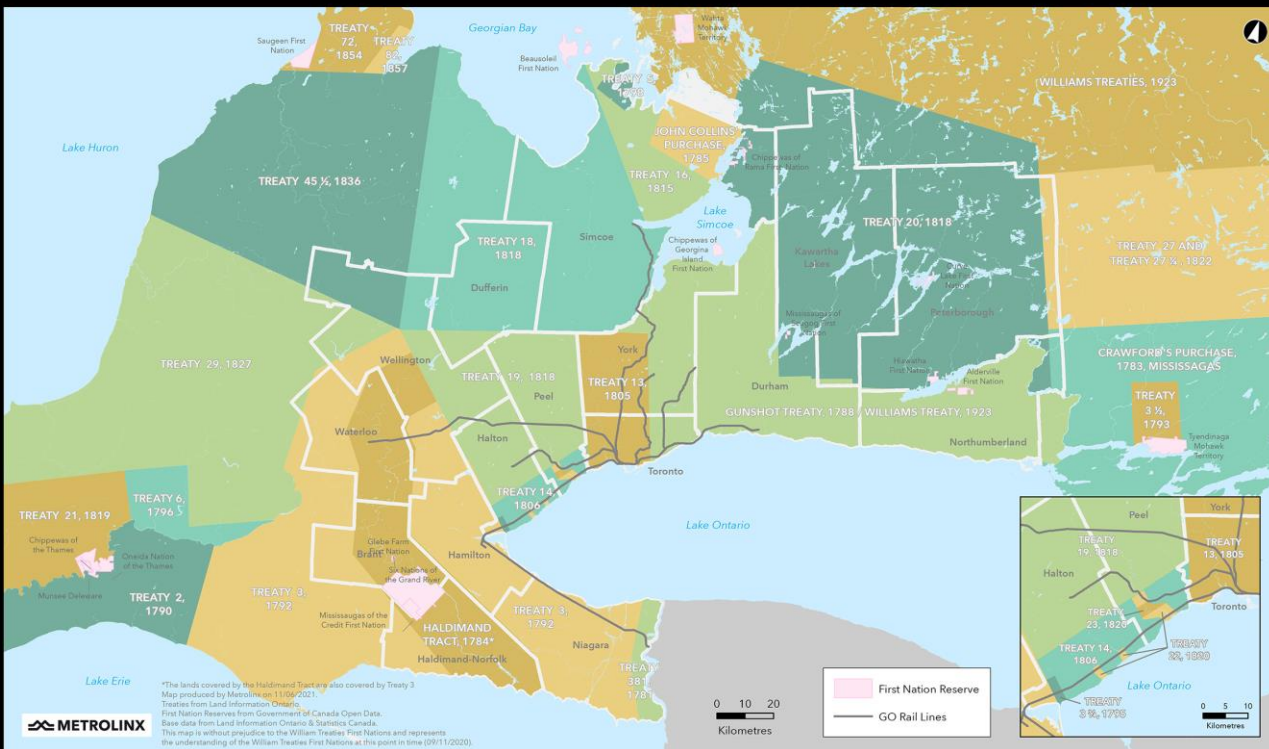 Saugeen First
Nation
TREATY
72,
1854
TREATY
82,
1857
Georgian Bay
Beausoleil
First Nation
Wahta
Mohawk
Territory
TREATY 5,
1798
WILLIAMS TREATIES, 1923
Lake Huron
JOHN COLLINS'
PURCHASE,
1785
Chippewas of
Rama First Nation
TREATY 45 ½, 1836
TREATY 16,
1815
Lake
Simcoe
TREATY 20, 1818
TREATY 18,
1818
Simcoe
Chippewas of
Georgina
Island
First Nation
Kawartha
Lakes
TREATY 27 AND
TREATY 27 ¼, 1822
Dufferin
Lake First
Nation
Peterborough
Mississaugas of
Scugog First
Nation
TREATY 29, 1827
Wellington
York
CRAWFORD'S PURCHASE,
1783, MISSISSAGAS
Hiawatha
First Nation
Alderville
First Nation
TREATY 19, 1818
Peel
TREATY 13,
1805
Durham
GUNSHOT TREATY, 1788 / WILLIAMS TREATY, 1923
TREATY
3 ½,
1793
Waterloo
Halton
Northumberland
Tyendinaga
Mohawk
Territory
Toronto
TREATY 6,
1796
TREATY 14,
1806
TREATY 21, 1819
Lake Ontario
Chippewas of
the Thames
Oneida Nation
of the Thames
Glebe Farm
First Nation
Brant
Hamilton
Six Nations of
the Grand River
Munsee Deleware
TREATY 2,
1790
TREATY 3,
1792
Mississaugas of the
Credit First Nation
TREATY 3,
1792
HALDIMAND
TRACT, 1784*
Niagara
Haldimand-Norfolk
TREATY
381,
178
Lake Erie
*The lands covered by the Haldimand Tract are also covered by Treaty 3
Map produced by Metrolinx on 11/06/2021.
Treaties from Land Information Ontario.
First Nation Reserves from Government of Canada Open Data.
Base data from Land Information Ontario & Statistics Canada.
This map is without prejudice to the William Treaties First Nations and represents
the understanding of the William Treaties First Nations at this point in time (09/11/2020).
METROLINX
0 10 20
Kilometres
First Nation Reserve
GO Rail Lines
Peel
York
TREATY
19, 1818
TREATY
13, 1805
Halton
Toronto
TREATY
23, 1820
TREATY 14,
1806
TREATY
22, 1820
Lake Ontario
TREATY
3 ¾, 1795
0 5 10
Kilometres